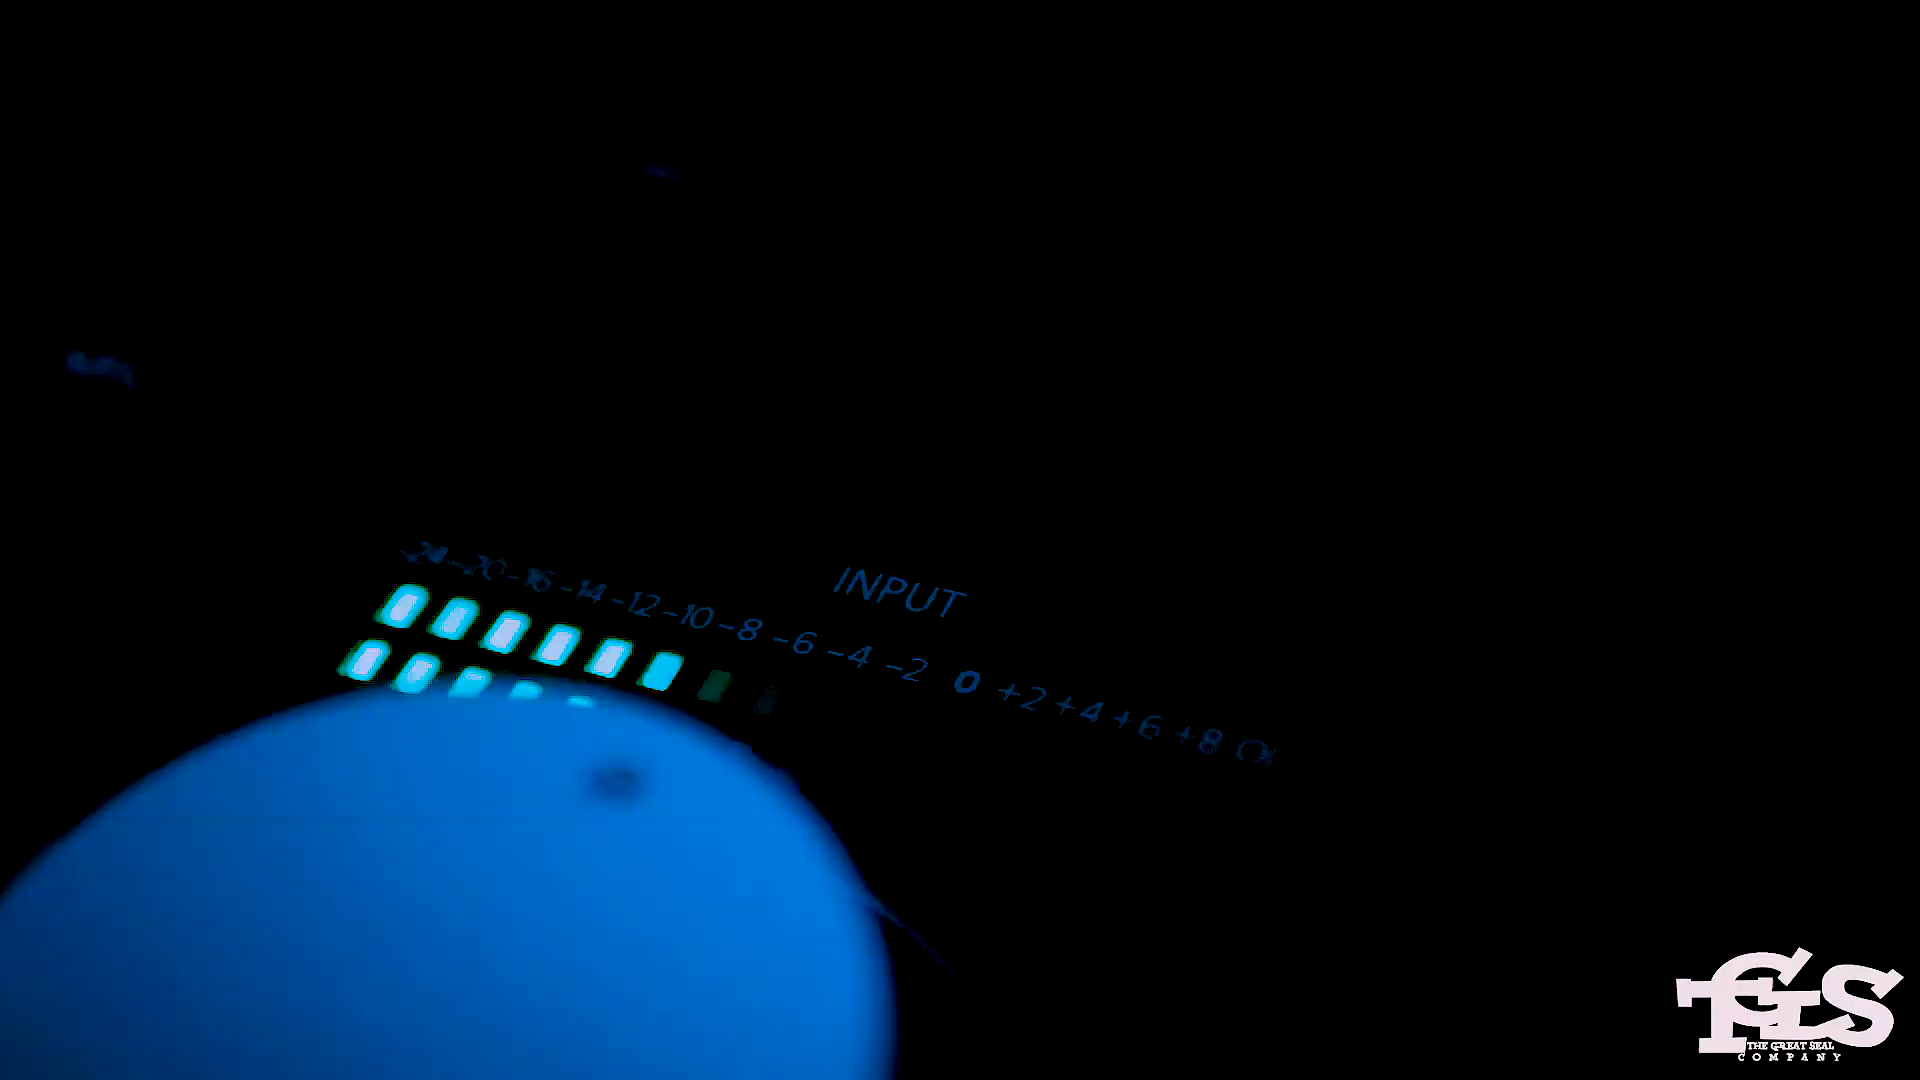 INPUT
-24 -20 -16 -14 -12 -10 -8 -6 -4 -2 0 +2 +4 +6 +8
TGS
THE GREAT SEAL
COMPANY